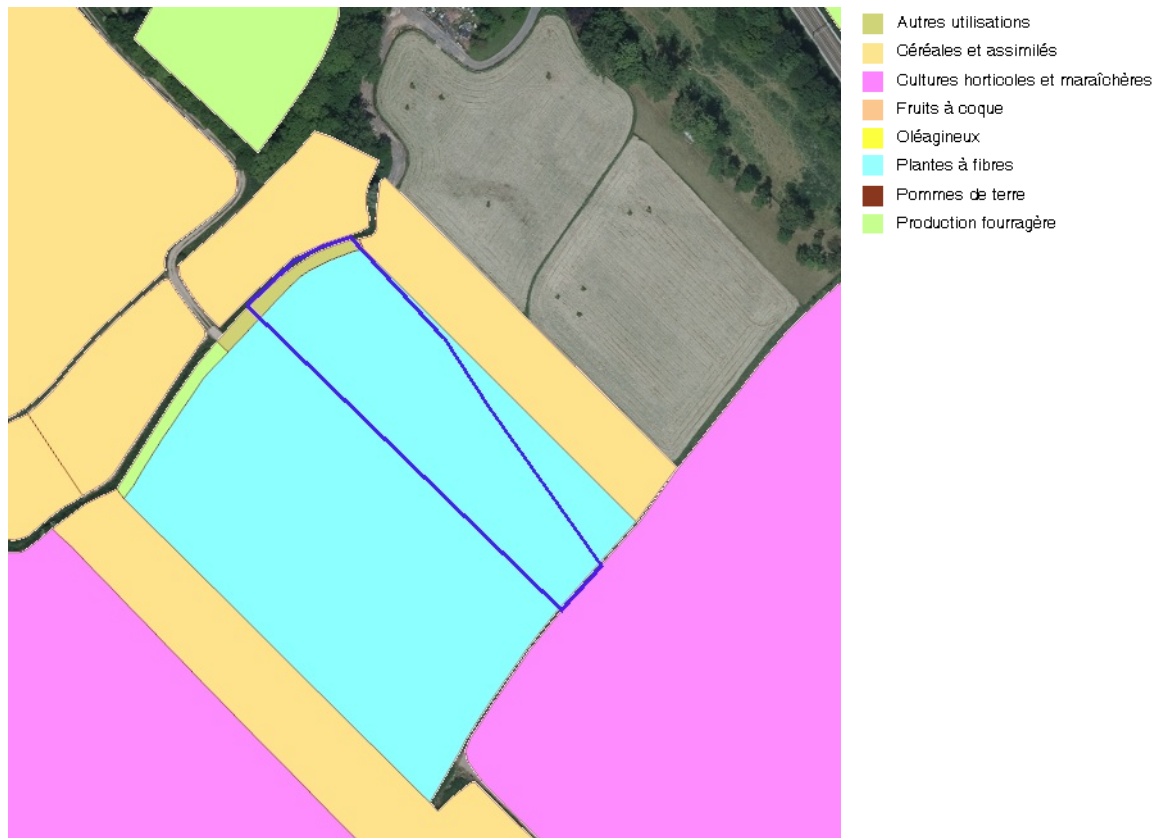 Autres utilisations
Céréales et assimilés
Cultures horticoles et maraîchères
Fruits à coque
Oléagineux
Plantes à fibres
Pommes de terre
Production fourragère